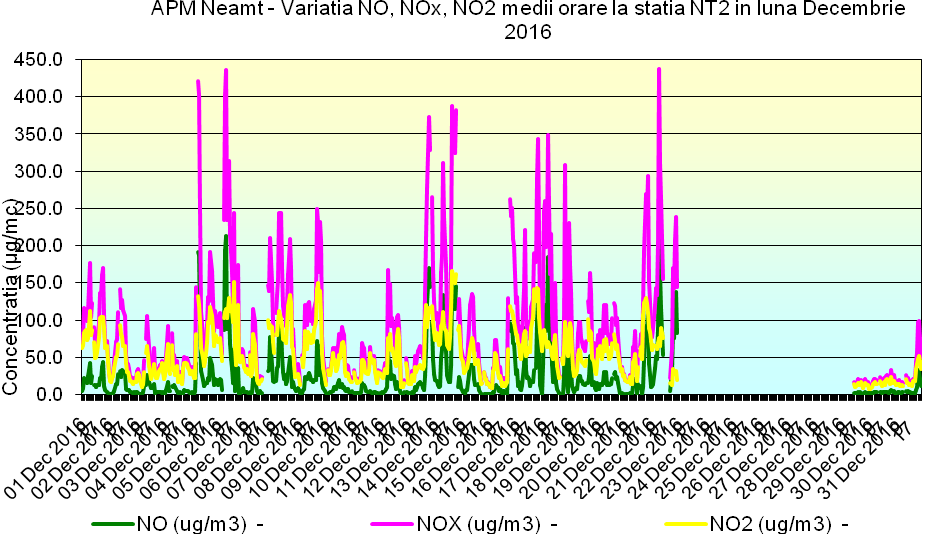 APM Neamt - Variatia NO, NOx, NO2 medii orare la statia NT2 in luna Decembrie
2016
Concentratia (µg/mc)
450.0
400.0
350.0
300.0
250.0
200.0
150.0
100.0
50.0
0.0
01 Dec 2016
02 Dec 2016
03 Dec 2016
04 Dec 2016
05 Dec 2016
06 Dec 2016
07 Dec 2016
08 Dec 2016
09 Dec 2016
10 Dec 2016
11 Dec 2016
12 Dec 2016
13 Dec 2016
14 Dec 2016
15 Dec 2016
16 Dec 2016
17 Dec 2016
18 Dec 2016
19 Dec 2016
20 Dec 2016
21 Dec 2016
22 Dec 2016
23 Dec 2016
24 Dec 2016
25 Dec 2016
26 Dec 2016
27 Dec 2016
28 Dec 2016
29 Dec 2016
30 Dec 2016
31 Dec 2016
17
NO (ug/m3) -
NOX (ug/m3) -
NO2 (ug/m3) -